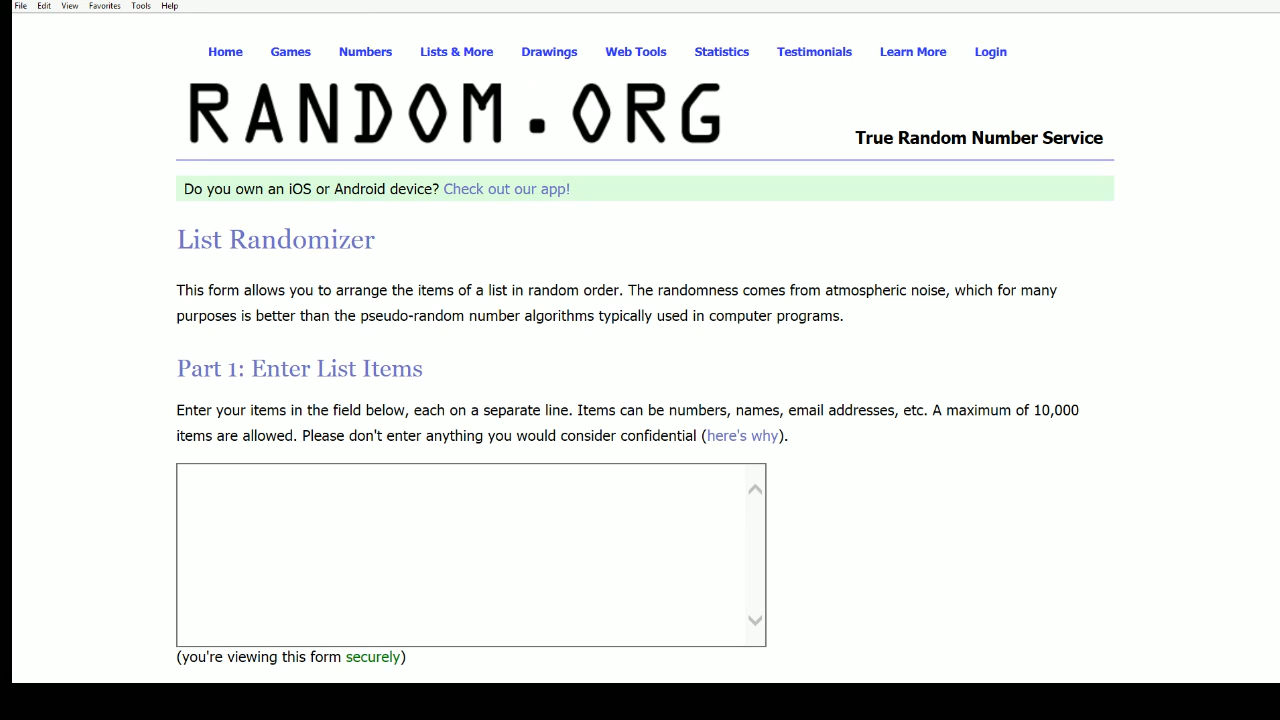 File Edit View Favorites Tools Help
Home Games Numbers Lists & More Drawings Web Tools Statistics Testimonials Learn More Login
RANDOM.ORG
True Random Number Service
Do you own an iOS or Android device? Check out our app!
List Randomizer
This form allows you to arrange the items of a list in random order. The randomness comes from atmospheric noise, which for many
purposes is better than the pseudo-random number algorithms typically used in computer programs.
Part 1: Enter List Items
Enter your items in the field below, each on a separate line. Items can be numbers, names, email addresses, etc. A maximum of 10,000
items are allowed. Please don't enter anything you would consider confidential (here's why).
(you're viewing this form securely)